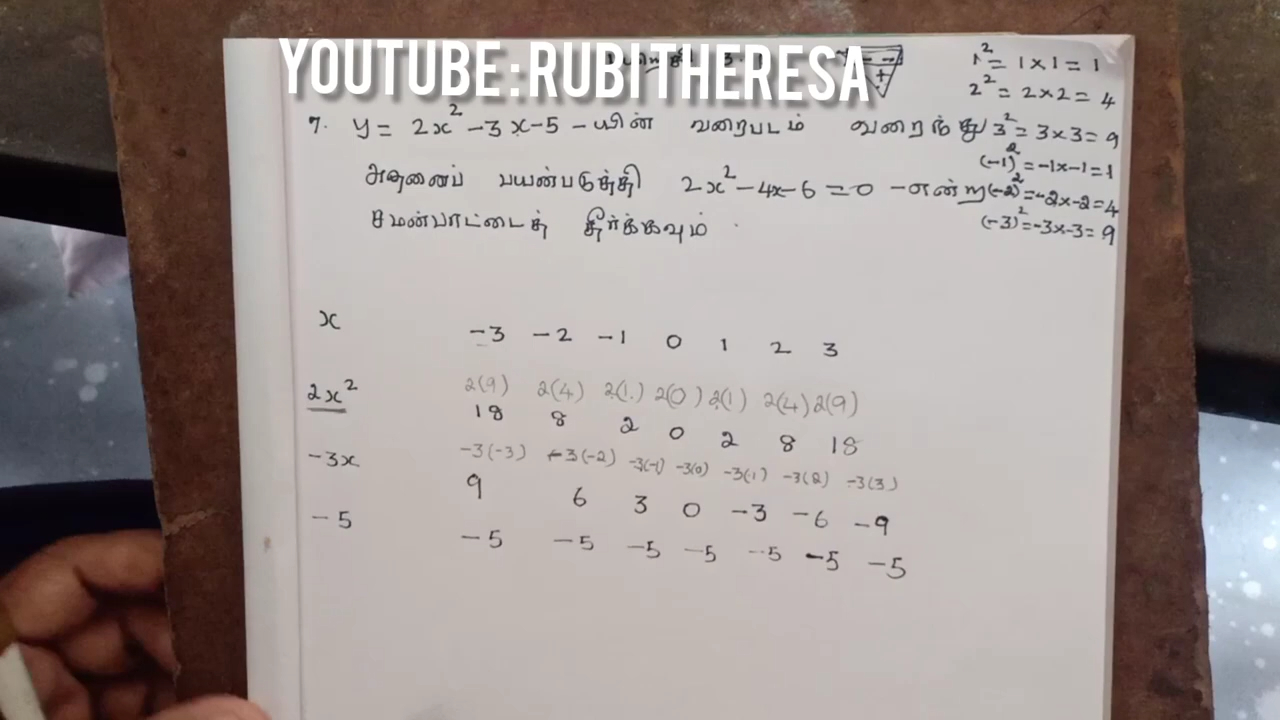 YOUTUBE:RUBITHERESA
1² = 1×1 = 1
2² = 2×2 = 4
7. y = 2x² -3x-5 - யின் வரைபடம் வரைந்து
3² = 3×3 = 9
(-1)² = -1x-1=1
அதனைப் பயன்படுத்தி 2x² -4x-6 =0 -என்ற
(-2)² = -2x-2=4
சமன்பாட்டைத் தீர்க்கவும்
(-3)² = -3x-3= 9
x -3 -2 -1 0 1 2 3
2x² 2(9) 2(4) 2(1) 2(0) 2(1) 2(4) 2(9)
18 8 2 0 2 8 18
-3x -3(-3) -3(-2) -3(-1) -3(0) -3(1) -3(2) -3(3)
9 6 3 0 -3 -6 -9
-5 -5 -5 -5 -5 -5 -5 -5